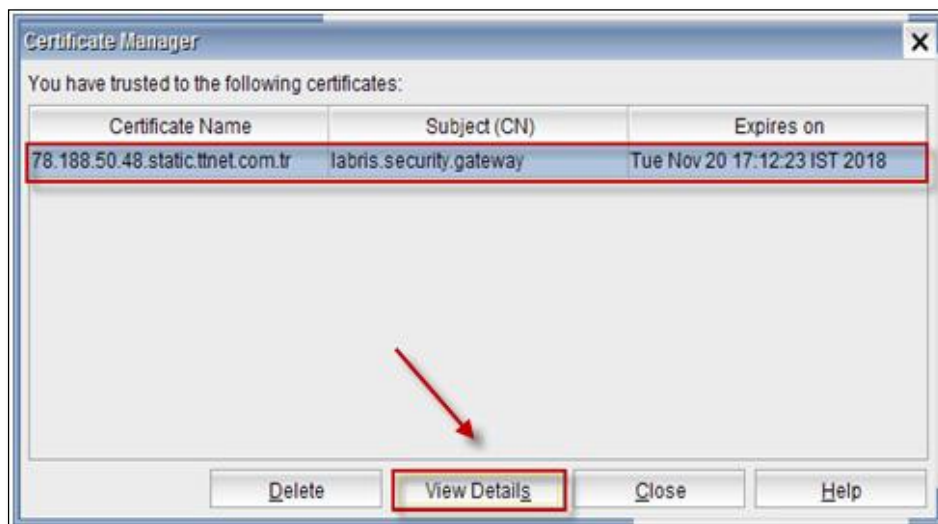 Certificate Manager
You have trusted to the following certificates:
Certificate Name Subject (CN) Expires on
78.188.50.48.static.ttnet.com.tr labris.security.gateway Tue Nov 20 17:12:23 IST 2018
Delete View Details Close Help